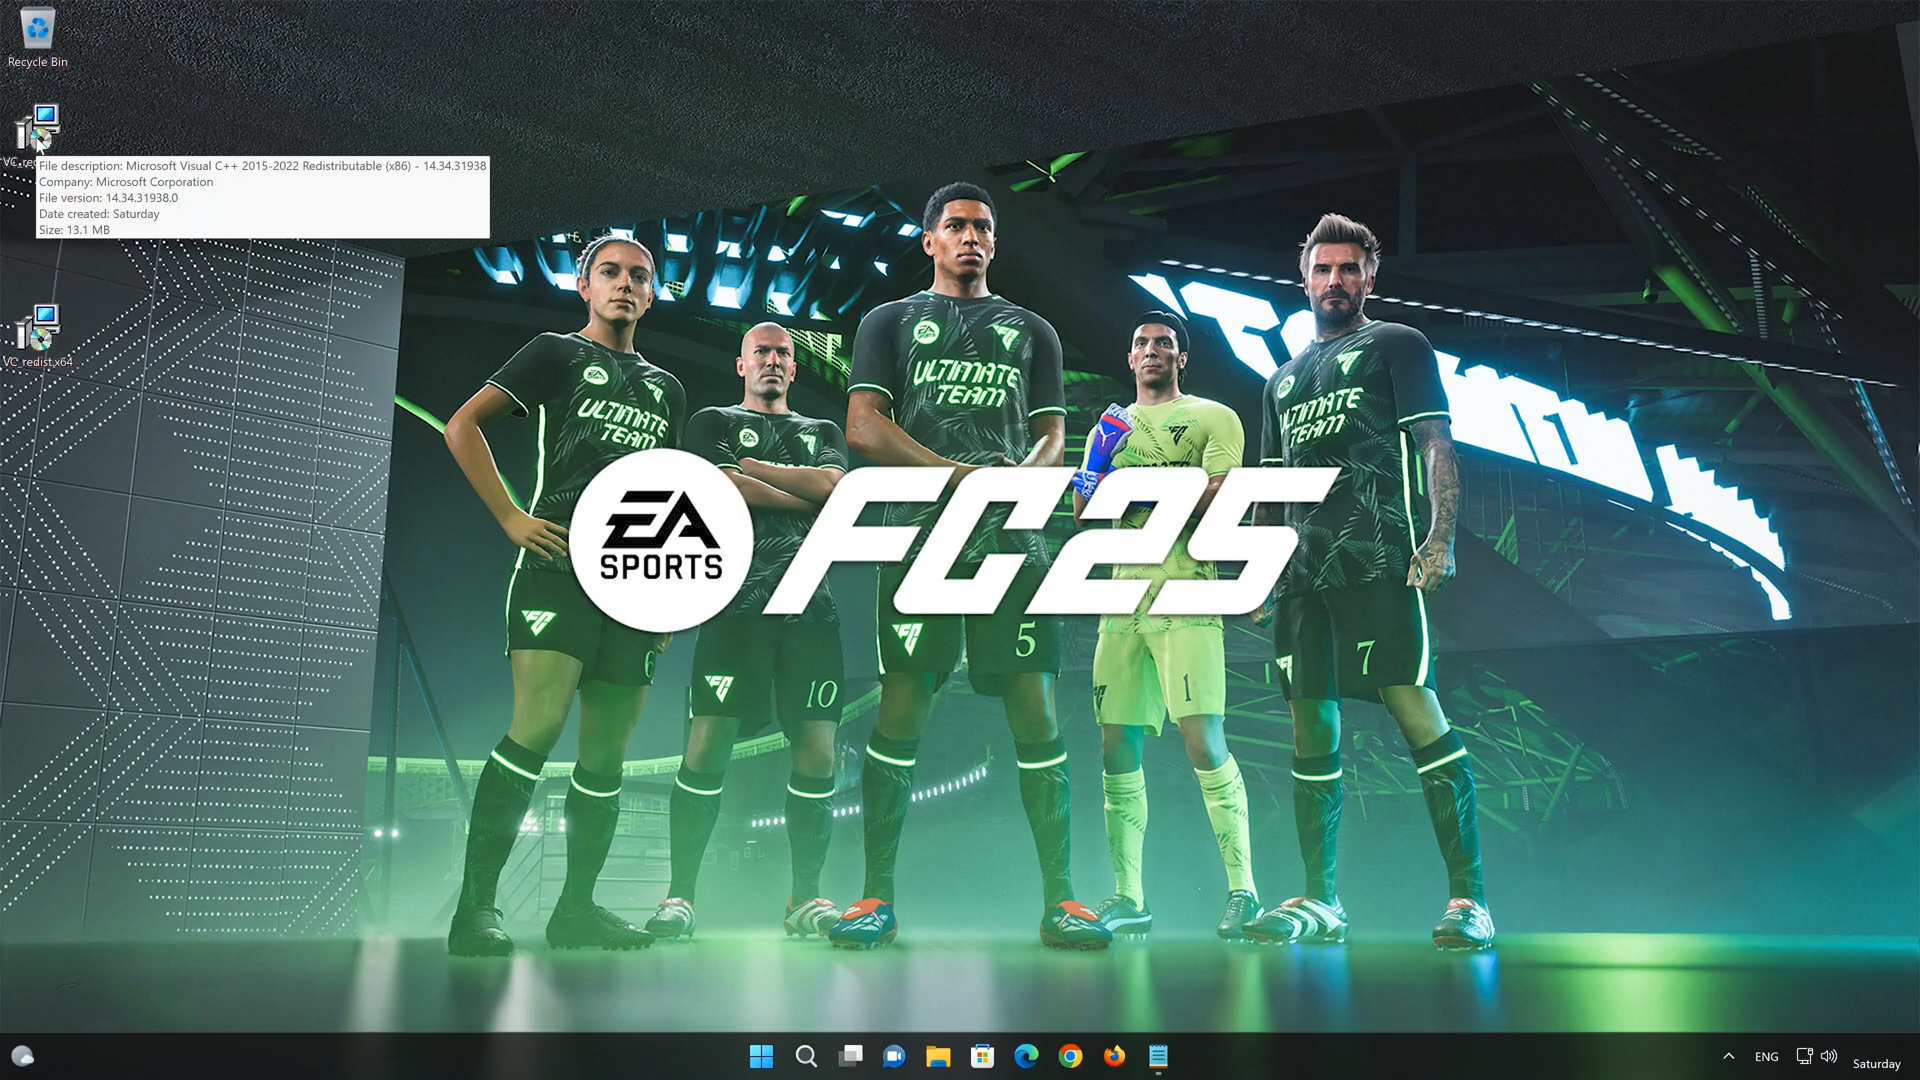 Recycle Bin
VC_red
File description: Microsoft Visual C++ 2015-2022 Redistributable (x86) - 14.34.31938
Company: Microsoft Corporation
File version: 14.34.31938.0
Date created: Saturday
Size: 13.1 MB
VC_redist.x64
ULTIMATE
TEAM
ULTIMATE
TEAM
ULTIMATE
TEAM
EA
SPORTS
FC25
6
10
5
1
7
ENG
Saturday